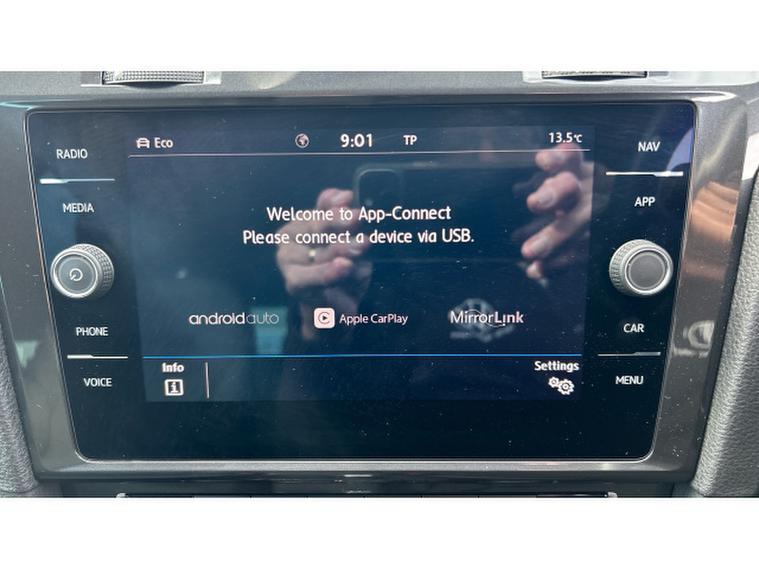 RADIO
MEDIA
PHONE
VOICE
Eco 9:01 TP 13.5°C
Welcome to App-Connect
Please connect a device via USB.
androidauto Apple CarPlay MirrorLink
Info Settings
NAV
APP
CAR
MENU